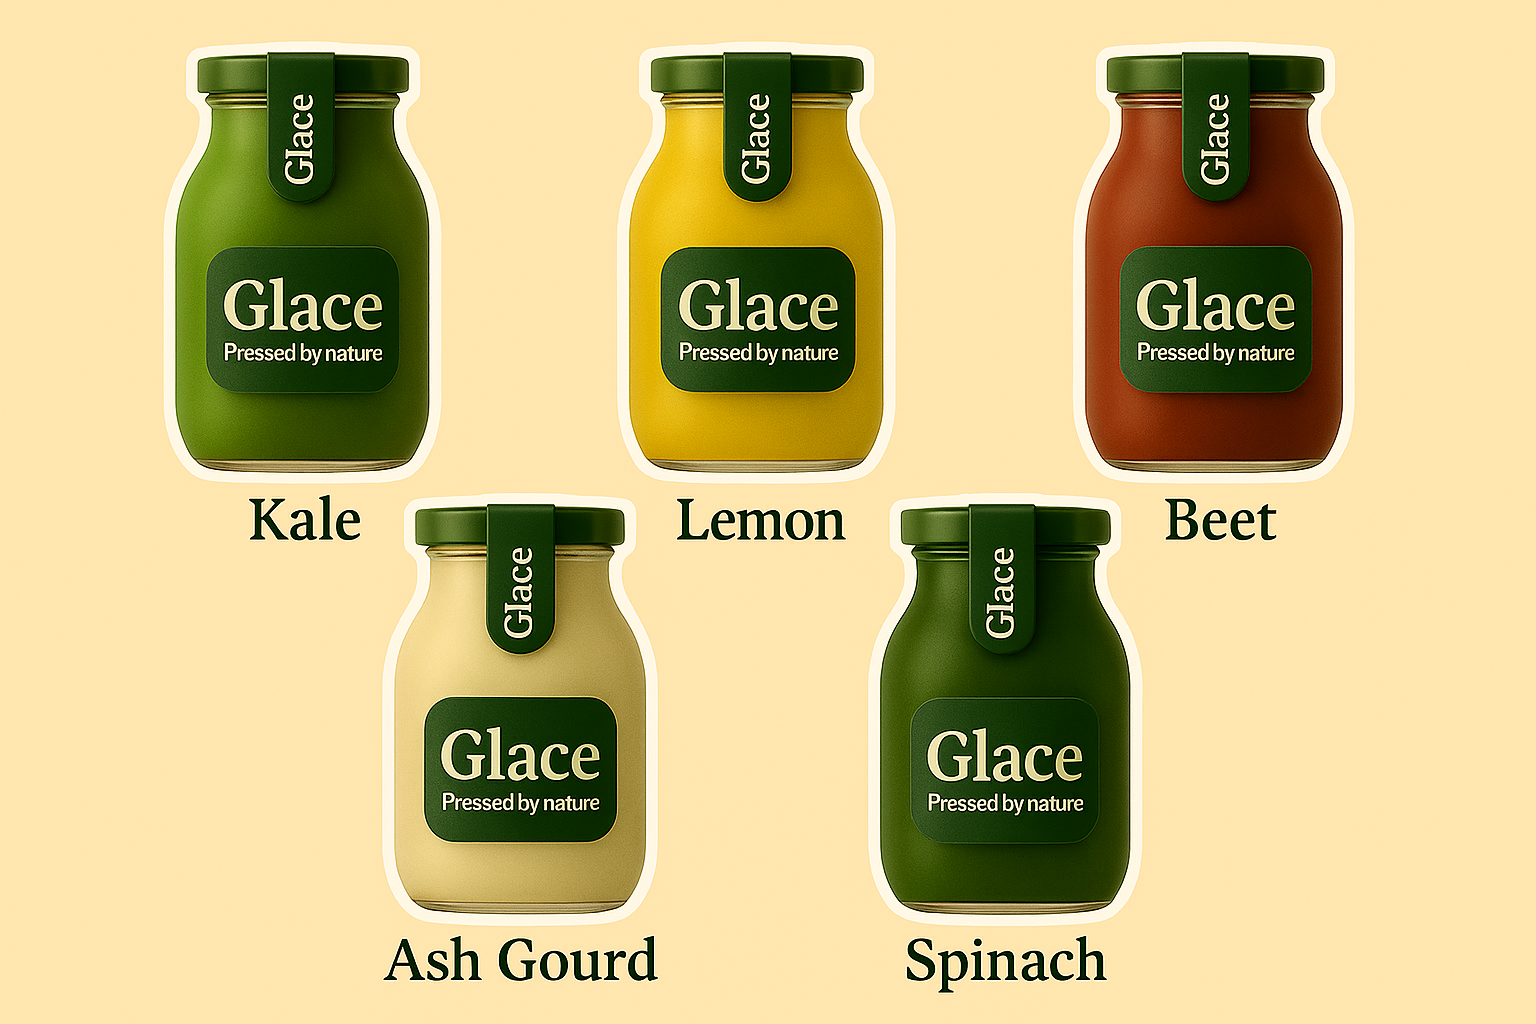 Glace
Glace
Pressed by nature
Kale
Glace
Glace
Pressed by nature
Lemon
Glace
Glace
Pressed by nature
Beet
Glace
Glace
Pressed by nature
Ash Gourd
Glace
Glace
Pressed by nature
Spinach